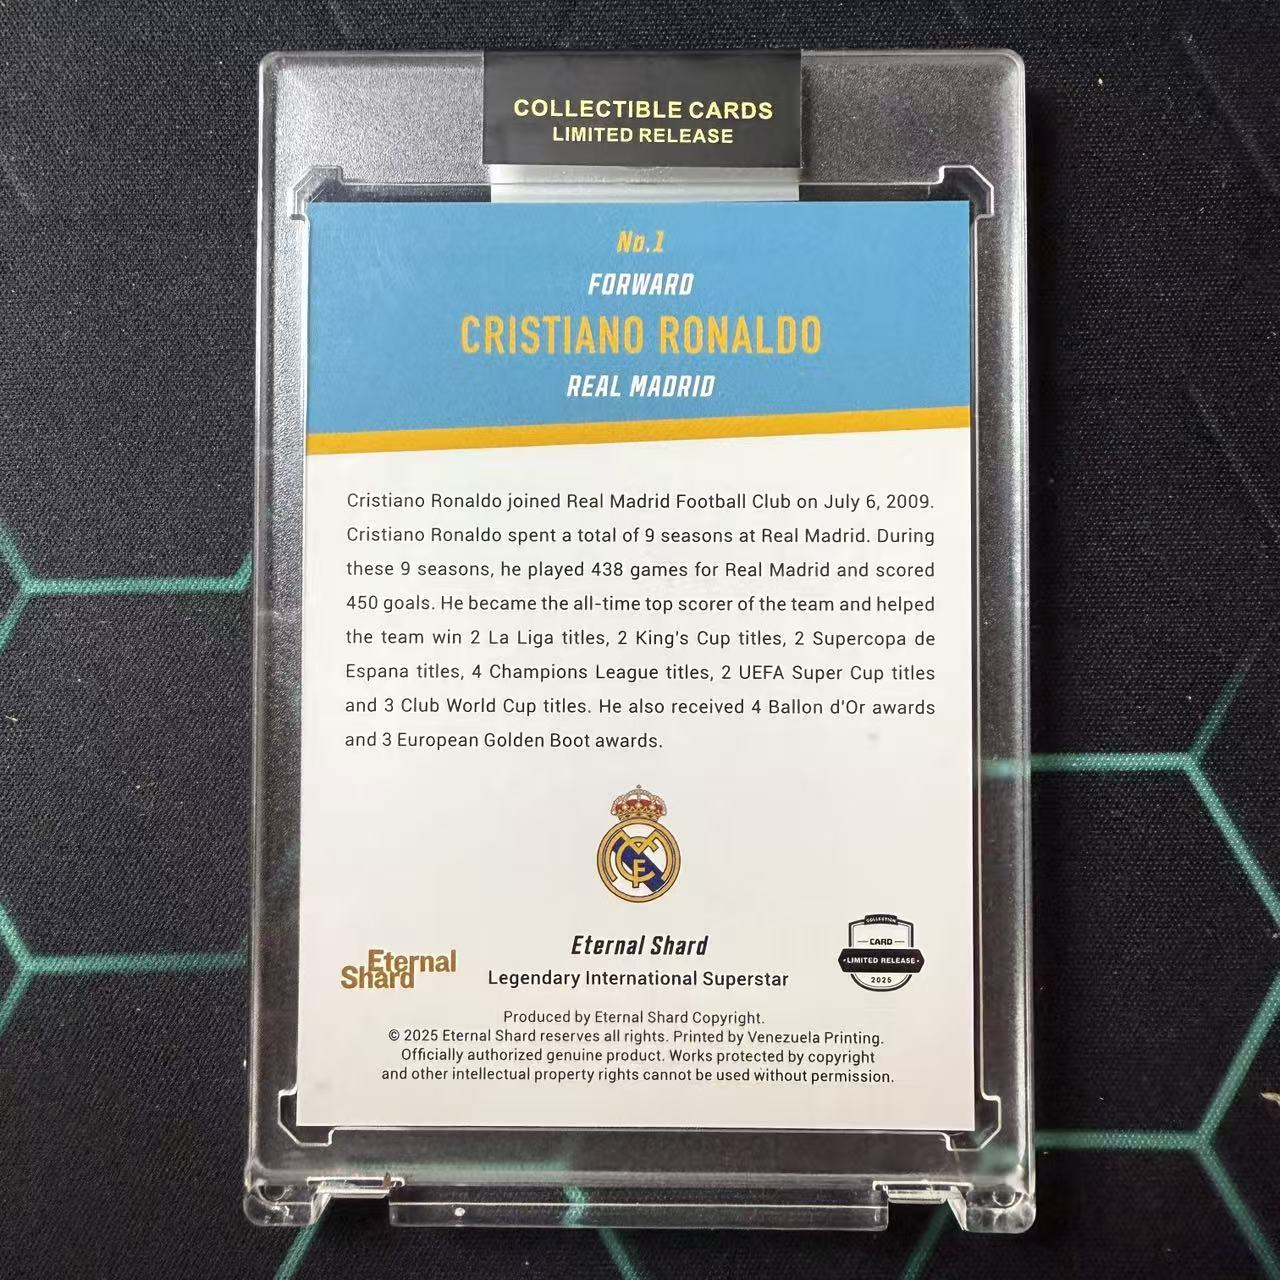 COLLECTIBLE CARDS
LIMITED RELEASE
No.1
FORWARD
CRISTIANO RONALDO
REAL MADRID
Cristiano Ronaldo joined Real Madrid Football Club on July 6, 2009.
Cristiano Ronaldo spent a total of 9 seasons at Real Madrid. During
these 9 seasons, he played 438 games for Real Madrid and scored
450 goals. He became the all-time top scorer of the team and helped
the team win 2 La Liga titles, 2 King's Cup titles, 2 Supercopa de
Espana titles, 4 Champions League titles, 2 UEFA Super Cup titles
and 3 Club World Cup titles. He also received 4 Ballon d'Or awards
and 3 European Golden Boot awards.
Eternal Shard
Legendary International Superstar
Eternal
Shard
COLLECTION
CARD
LIMITED RELEASE
2025
Produced by Eternal Shard Copyright.
© 2025 Eternal Shard reserves all rights. Printed by Venezuela Printing.
Officially authorized genuine product. Works protected by copyright
and other intellectual property rights cannot be used without permission.